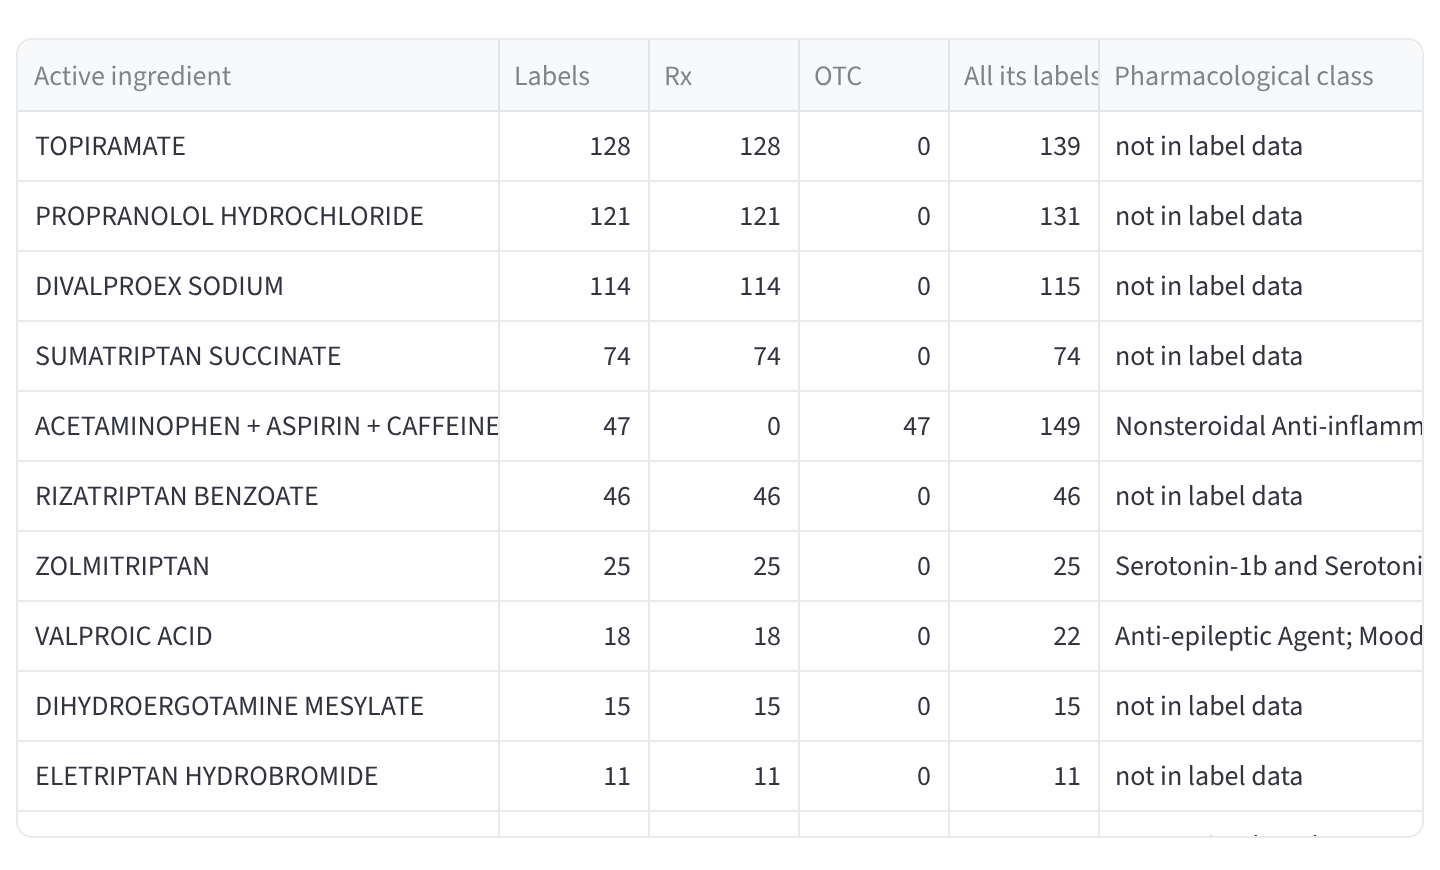 Active ingredient Labels Rx OTC All its labels Pharmacological class
TOPIRAMATE 128 128 0 139 not in label data
PROPRANOLOL HYDROCHLORIDE 121 121 0 131 not in label data
DIVALPROEX SODIUM 114 114 0 115 not in label data
SUMATRIPTAN SUCCINATE 74 74 0 74 not in label data
ACETAMINOPHEN + ASPIRIN + CAFFEINE 47 0 47 149 Nonsteroidal Anti-inflamm
RIZATRIPTAN BENZOATE 46 46 0 46 not in label data
ZOLMITRIPTAN 25 25 0 25 Serotonin-1b and Serotoni
VALPROIC ACID 18 18 0 22 Anti-epileptic Agent; Mood
DIHYDROERGOTAMINE MESYLATE 15 15 0 15 not in label data
ELETRIPTAN HYDROBROMIDE 11 11 0 11 not in label data